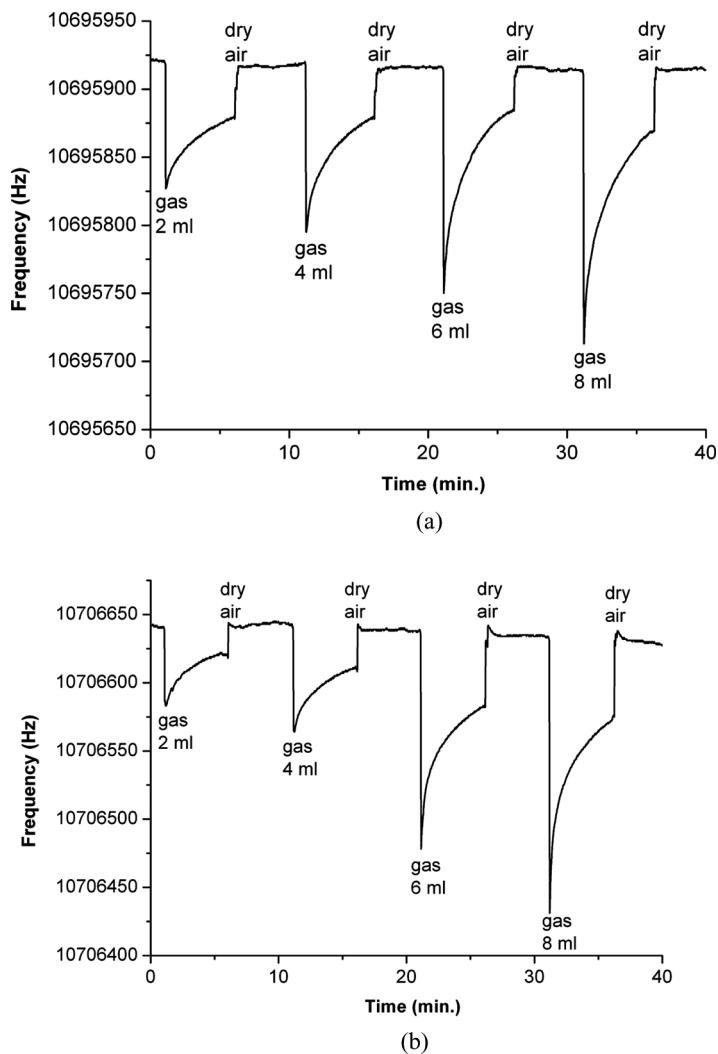 10695950
10695900
10695850
10695800
10695750
10695700
10695650
Frequency (Hz)
dry
air
dry
air
dry
air
dry
air
gas
2 ml
gas
4 ml
gas
6 ml
gas
8 ml
0 10 20 30 40
Time (min.)
(a)
10706650
10706600
10706550
10706500
10706450
10706400
Frequency (Hz)
dry
air
dry
air
dry
air
dry
air
gas
2 ml
gas
4 ml
gas
6 ml
gas
8 ml
0 10 20 30 40
Time (min.)
(b)